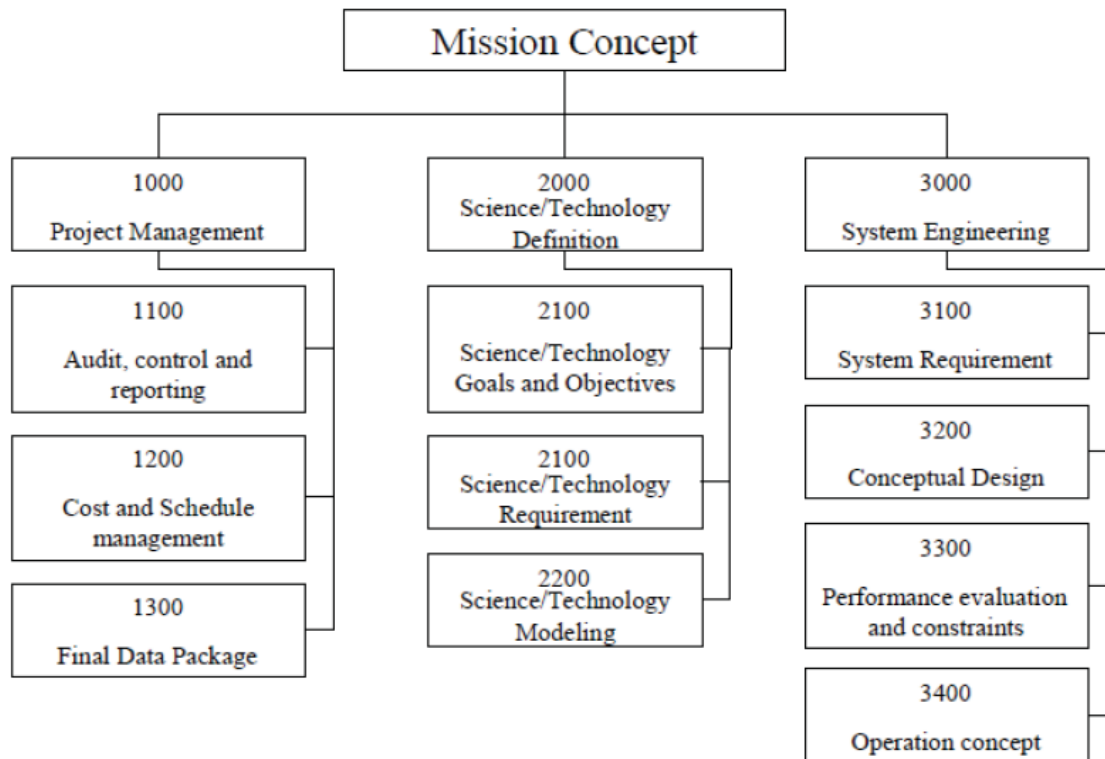 Mission Concept
1000
Project Management
1100
Audit, control and
reporting
1200
Cost and Schedule
management
1300
Final Data Package
2000
Science/Technology
Definition
2100
Science/Technology
Goals and Objectives
2100
Science/Technology
Requirement
2200
Science/Technology
Modeling
3000
System Engineering
3100
System Requirement
3200
Conceptual Design
3300
Performance evaluation
and constraints
3400
Operation concept